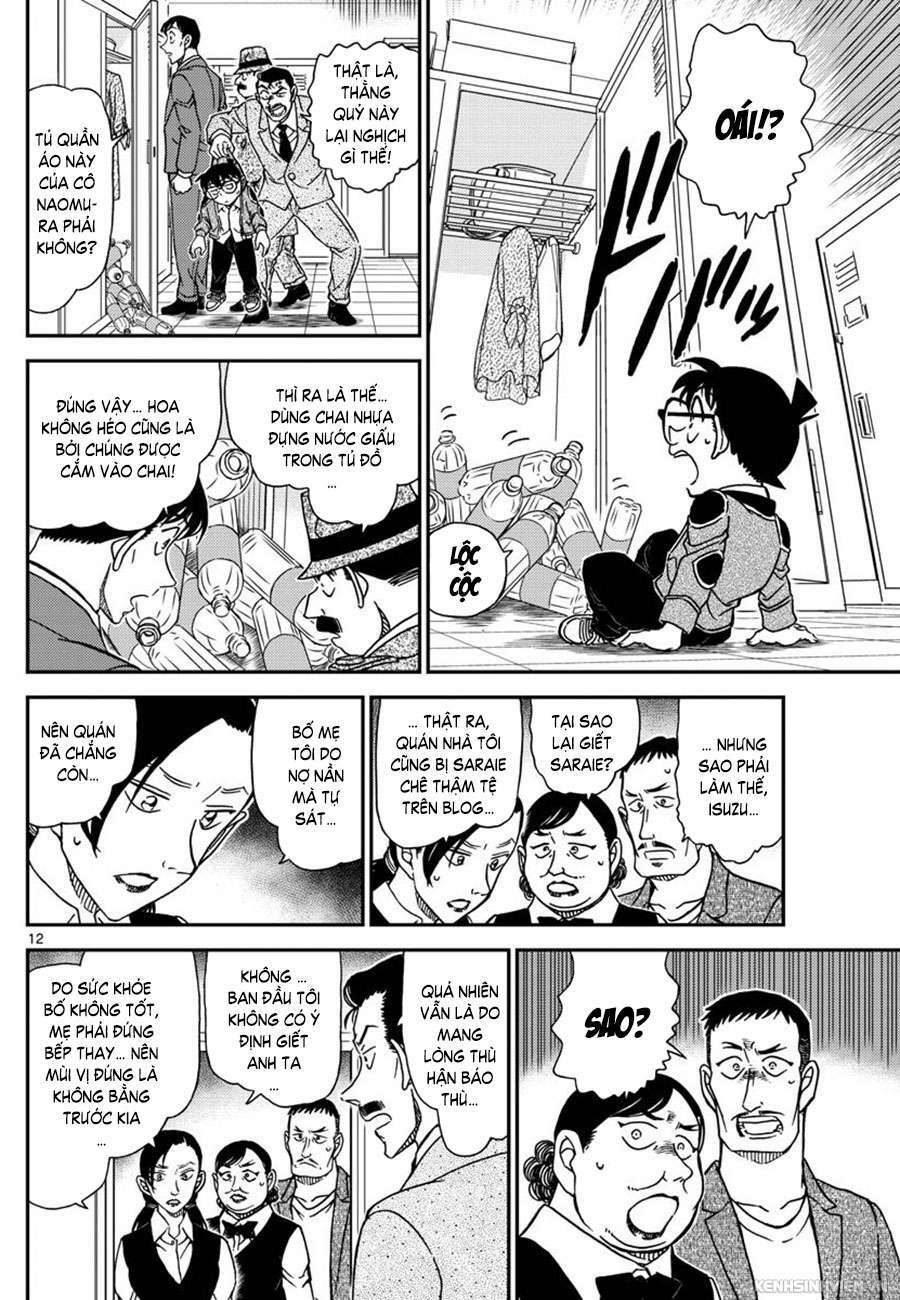 OÁI!?
LỘC
CỘC
THẬT LÀ,
THẰNG
QUỶ NÀY
LẠI NGHỊCH
GÌ THẾ!
TỦ QUẦN
ÁO NÀY
CỦA CÔ
NAOMU-
RA PHẢI
KHÔNG?
THÌ RA LÀ THẾ...
DÙNG CHAI NHỰA
ĐỰNG NƯỚC GIẤU
TRONG TỦ ĐỒ
...
ĐÚNG VẬY... HOA
KHÔNG HÉO CŨNG LÀ
BỞI CHÚNG ĐƯỢC
CẮM VÀO CHAI!
... NHƯNG
SAO PHẢI
LÀM THẾ,
ISUZU...
TẠI SAO
LẠI GIẾT
SARAIE?
... THẬT RA,
QUÁN NHÀ TÔI
CŨNG BỊ SARAIE
CHÊ THẬM TỆ
TRÊN BLOG...
BỐ MẸ
TÔI DO
NỢ NẦN
MÀ TỰ
SÁT...
NÊN QUÁN
ĐÃ CHẲNG
CÒN...
12
SAO?
QUẢ NHIÊN
VẪN LÀ DO
MANG
LÒNG THÙ
HẬN BÁO
THÙ...
KHÔNG ...
BAN ĐẦU TÔI
KHÔNG CÓ Ý
ĐỊNH GIẾT
ANH TA
...
DO SỨC KHỎE
BỐ KHÔNG TỐT,
MẸ PHẢI ĐỨNG
BẾP THAY... NÊN
MÙI VỊ ĐÚNG LÀ
KHÔNG BẰNG
TRƯỚC KIA
...